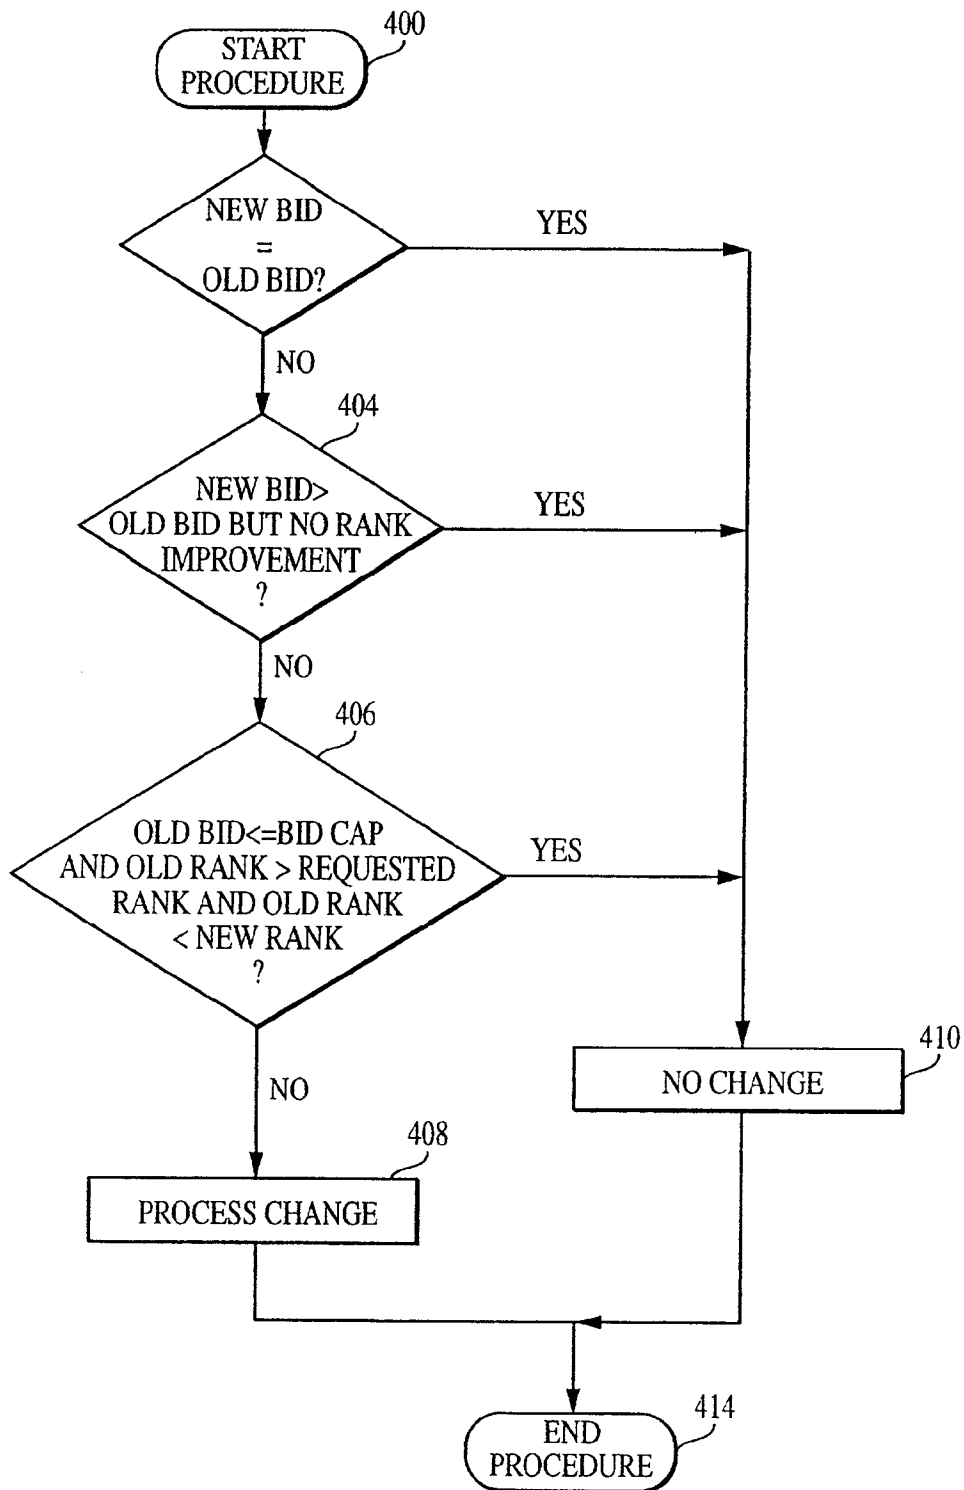 400
START
PROCEDURE
NEW BID
=
OLD BID?
YES
NO
404
NEW BID>
OLD BID BUT NO RANK
IMPROVEMENT
?
YES
NO
406
OLD BID<=BID CAP
AND OLD RANK > REQUESTED
RANK AND OLD RANK
< NEW RANK
?
YES
NO
410
NO CHANGE
408
PROCESS CHANGE
414
END
PROCEDURE